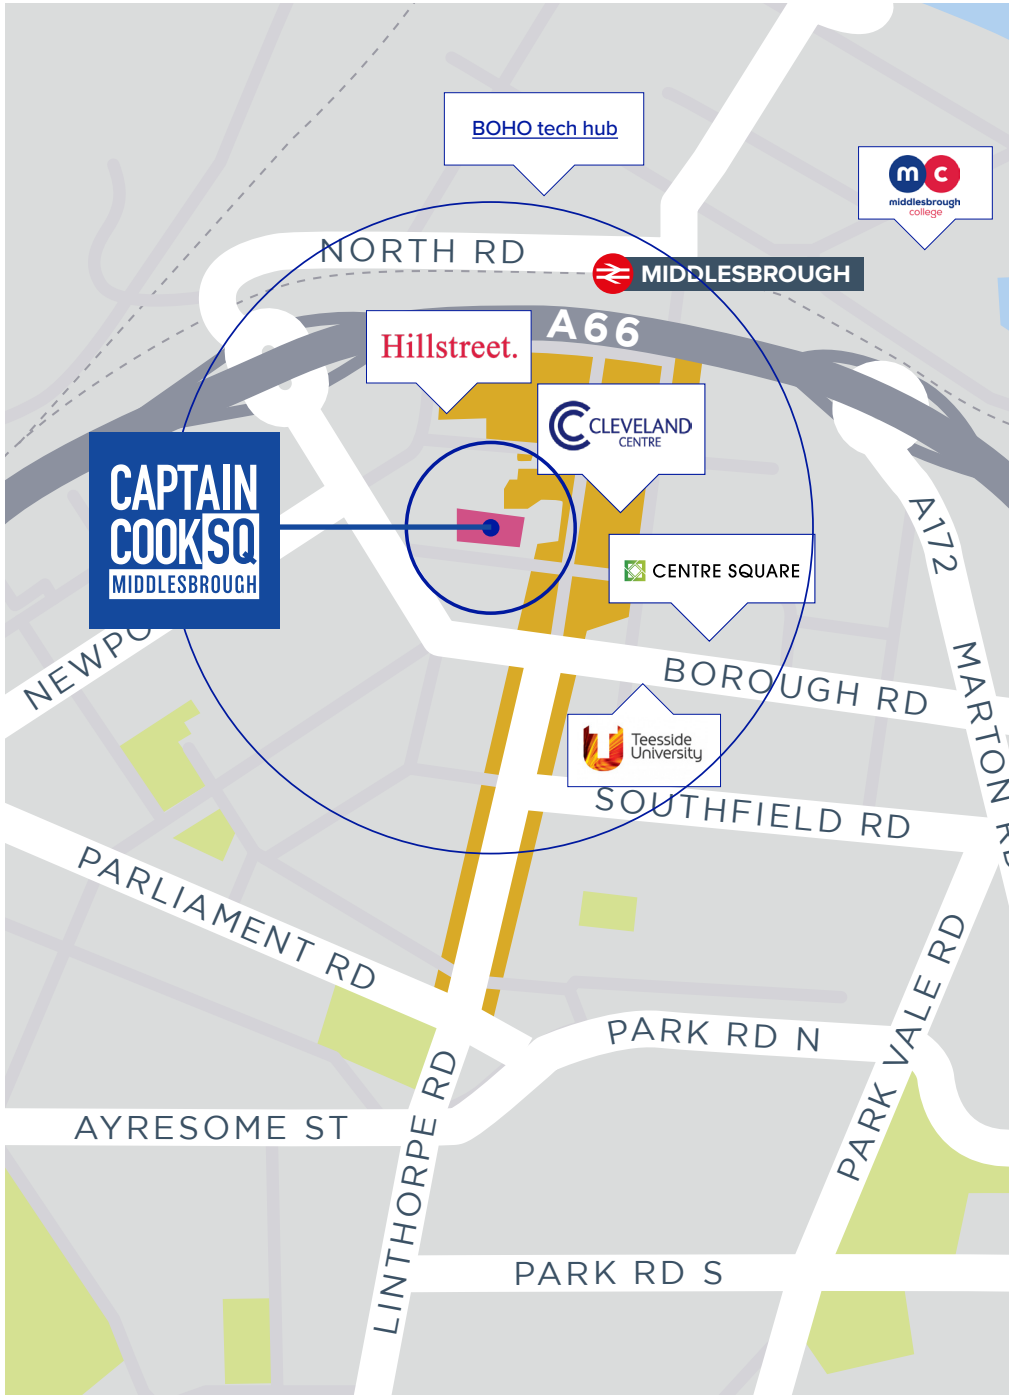 BOHO tech hub
mc
middlesbrough
college
NORTH RD
MIDDLESBROUGH
A66
Hillstreet.
CLEVELAND
CENTRE
CAPTAIN
COOK SQ
MIDDLESBROUGH
A172
CENTRE SQUARE
NEWPO
BOROUGH RD
MARTON RD
Teesside
University
SOUTHFIELD RD
PARLIAMENT RD
PARK VALE RD
PARK RD N
AYRESOME ST
LINTHORPE RD
PARK RD S